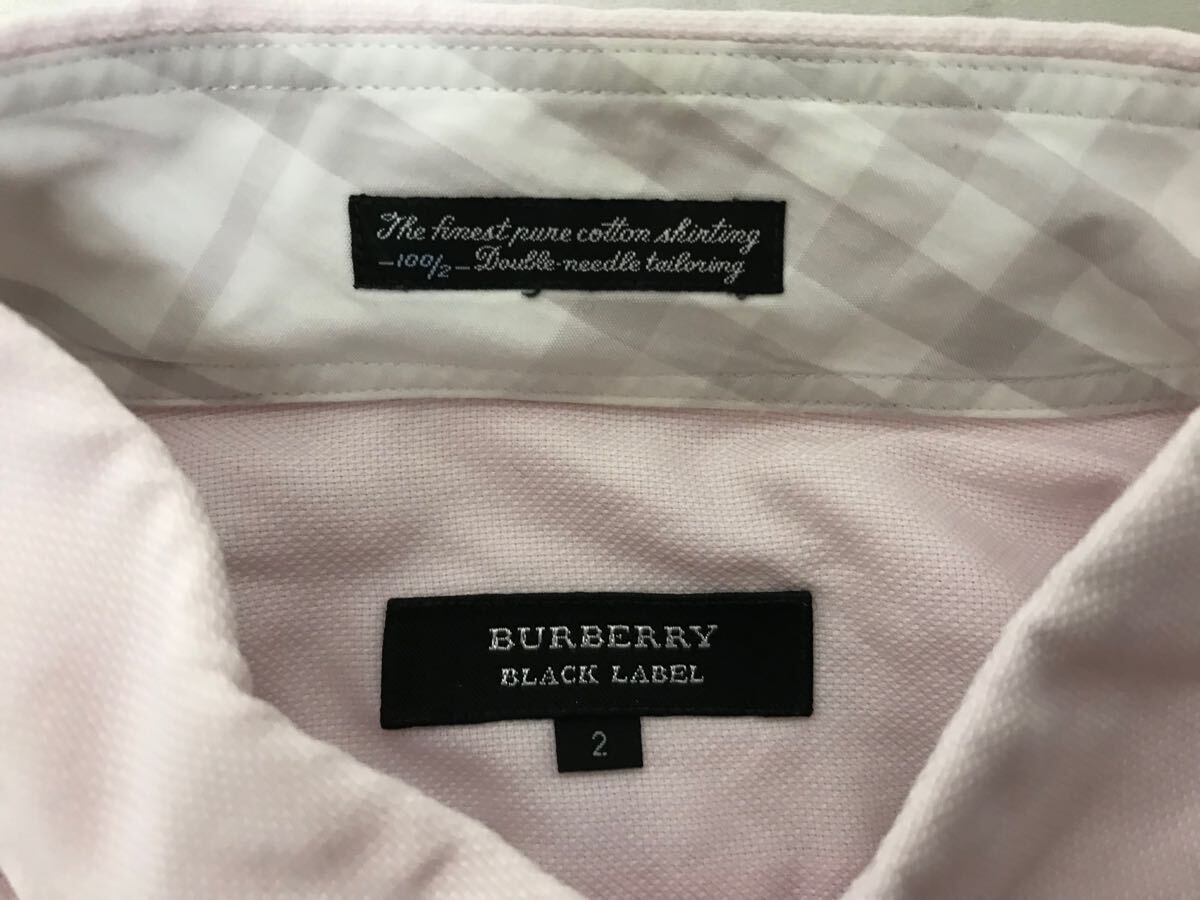 The finest pure cotton shirting
-100/2- Double-needle tailoring
BURBERRY
BLACK LABEL
2